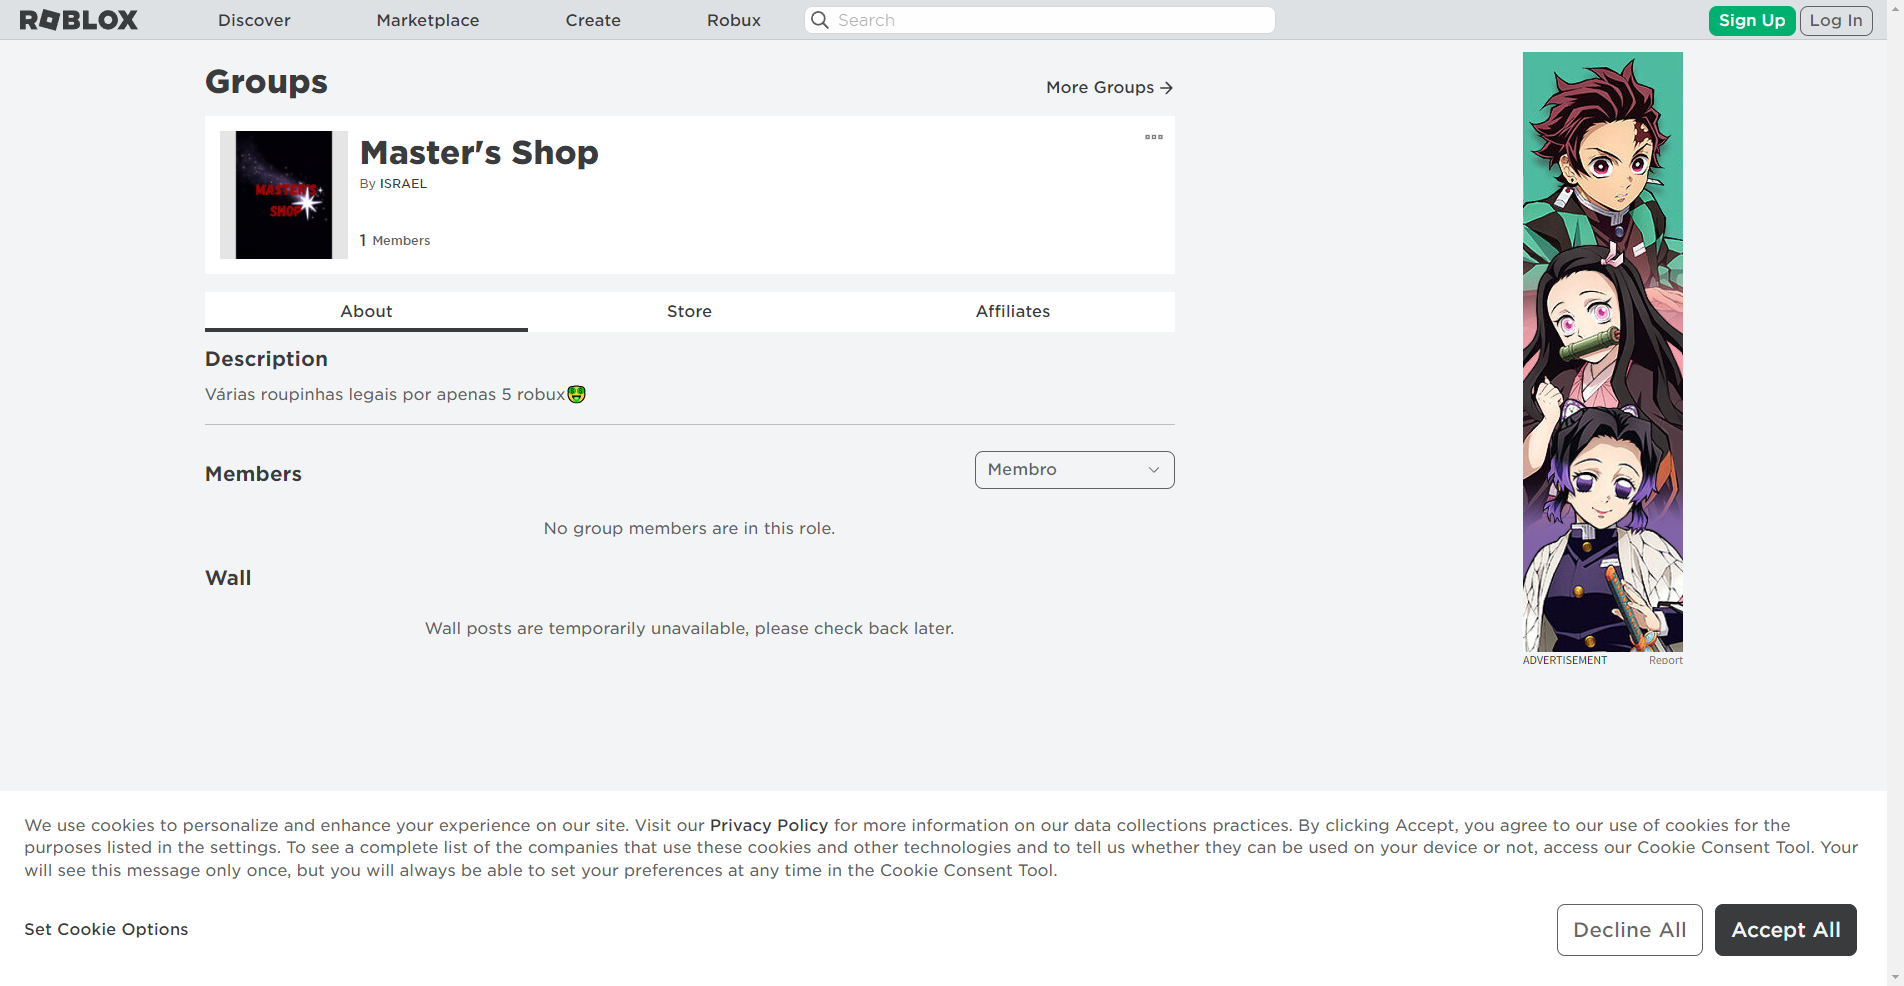 ROBLOX
Discover
Marketplace
Create
Robux
Search
Sign Up
Log In
Groups
More Groups
MASTER'S
SHOP
Master's Shop
By ISRAEL
1 Members
About
Store
Affiliates
Description
Várias roupinhas legais por apenas 5 robux🤑
Members
Membro
No group members are in this role.
Wall
Wall posts are temporarily unavailable, please check back later.
ADVERTISEMENT
Report
We use cookies to personalize and enhance your experience on our site. Visit our Privacy Policy for more information on our data collections practices. By clicking Accept, you agree to our use of cookies for the
purposes listed in the settings. To see a complete list of the companies that use these cookies and other technologies and to tell us whether they can be used on your device or not, access our Cookie Consent Tool. Your
will see this message only once, but you will always be able to set your preferences at any time in the Cookie Consent Tool.
Set Cookie Options
Decline All
Accept All